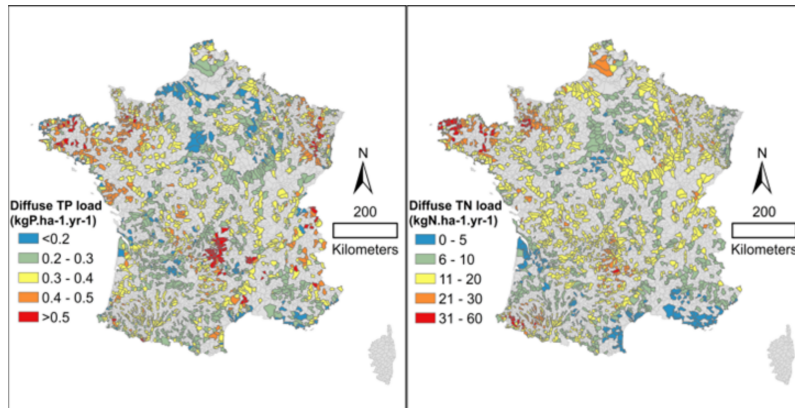 N
200
Kilometers
Diffuse TP load
(kgP.ha-1.yr-1)
<0.2
0.2 - 0.3
0.3 - 0.4
0.4 - 0.5
>0.5
N
200
Kilometers
Diffuse TN load
(kgN.ha-1.yr-1)
0 - 5
6 - 10
11 - 20
21 - 30
31 - 60